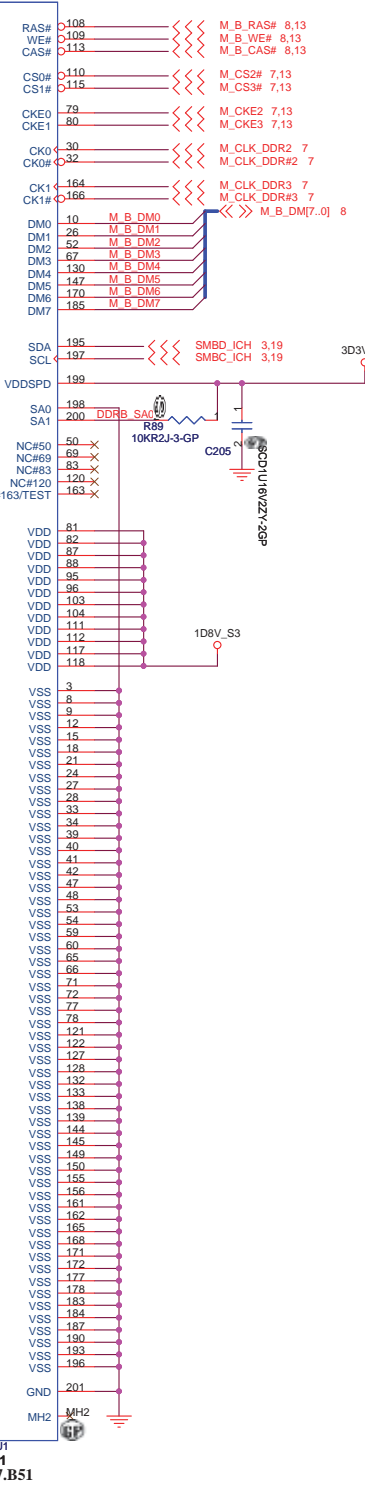 RAS# 108 M_B_RAS# 8,13
WE# 109 M_B_WE# 8,13
CAS# 113 M_B_CAS# 8,13
CS0# 110 M_CS2# 7,13
CS1# 115 M_CS3# 7,13
CKE0 79 M_CKE2 7,13
CKE1 80 M_CKE3 7,13
CK0 30 M_CLK_DDR2 7
CK0# 32 M_CLK_DDR#2 7
CK1 164 M_CLK_DDR3 7
CK1# 166 M_CLK_DDR#3 7
M_B_DM[7..0] 8
DM0 10 M_B_DM0
DM1 26 M_B_DM1
DM2 52 M_B_DM2
DM3 67 M_B_DM3
DM4 130 M_B_DM4
DM5 147 M_B_DM5
DM6 170 M_B_DM6
DM7 185 M_B_DM7
SDA 195 SMBD_ICH 3,19
SCL 197 SMBC_ICH 3,19
3D3V
VDDSPD 199
SA0 198
SA1 200 DDRB_SA0 1
R89
10KR2J-3-GP
1
C205
2
SCD1U16V2ZY-2GP
NC#50 50
NC#69 69
NC#83 83
NC#120 120
163/TEST 163
VDD 81
VDD 82
VDD 87
VDD 88
VDD 95
VDD 96
VDD 103
VDD 104
VDD 111
VDD 112
VDD 117
VDD 118
1D8V_S3
VSS 3
VSS 8
VSS 9
VSS 12
VSS 15
VSS 18
VSS 21
VSS 24
VSS 27
VSS 28
VSS 33
VSS 34
VSS 39
VSS 40
VSS 41
VSS 42
VSS 47
VSS 48
VSS 53
VSS 54
VSS 59
VSS 60
VSS 65
VSS 66
VSS 71
VSS 72
VSS 77
VSS 78
VSS 121
VSS 122
VSS 127
VSS 128
VSS 132
VSS 133
VSS 138
VSS 139
VSS 144
VSS 145
VSS 149
VSS 150
VSS 155
VSS 156
VSS 161
VSS 162
VSS 165
VSS 168
VSS 171
VSS 172
VSS 177
VSS 178
VSS 183
VSS 184
VSS 187
VSS 190
VSS 193
VSS 196
GND 201
MH2 MH2
GP
1
7.B51